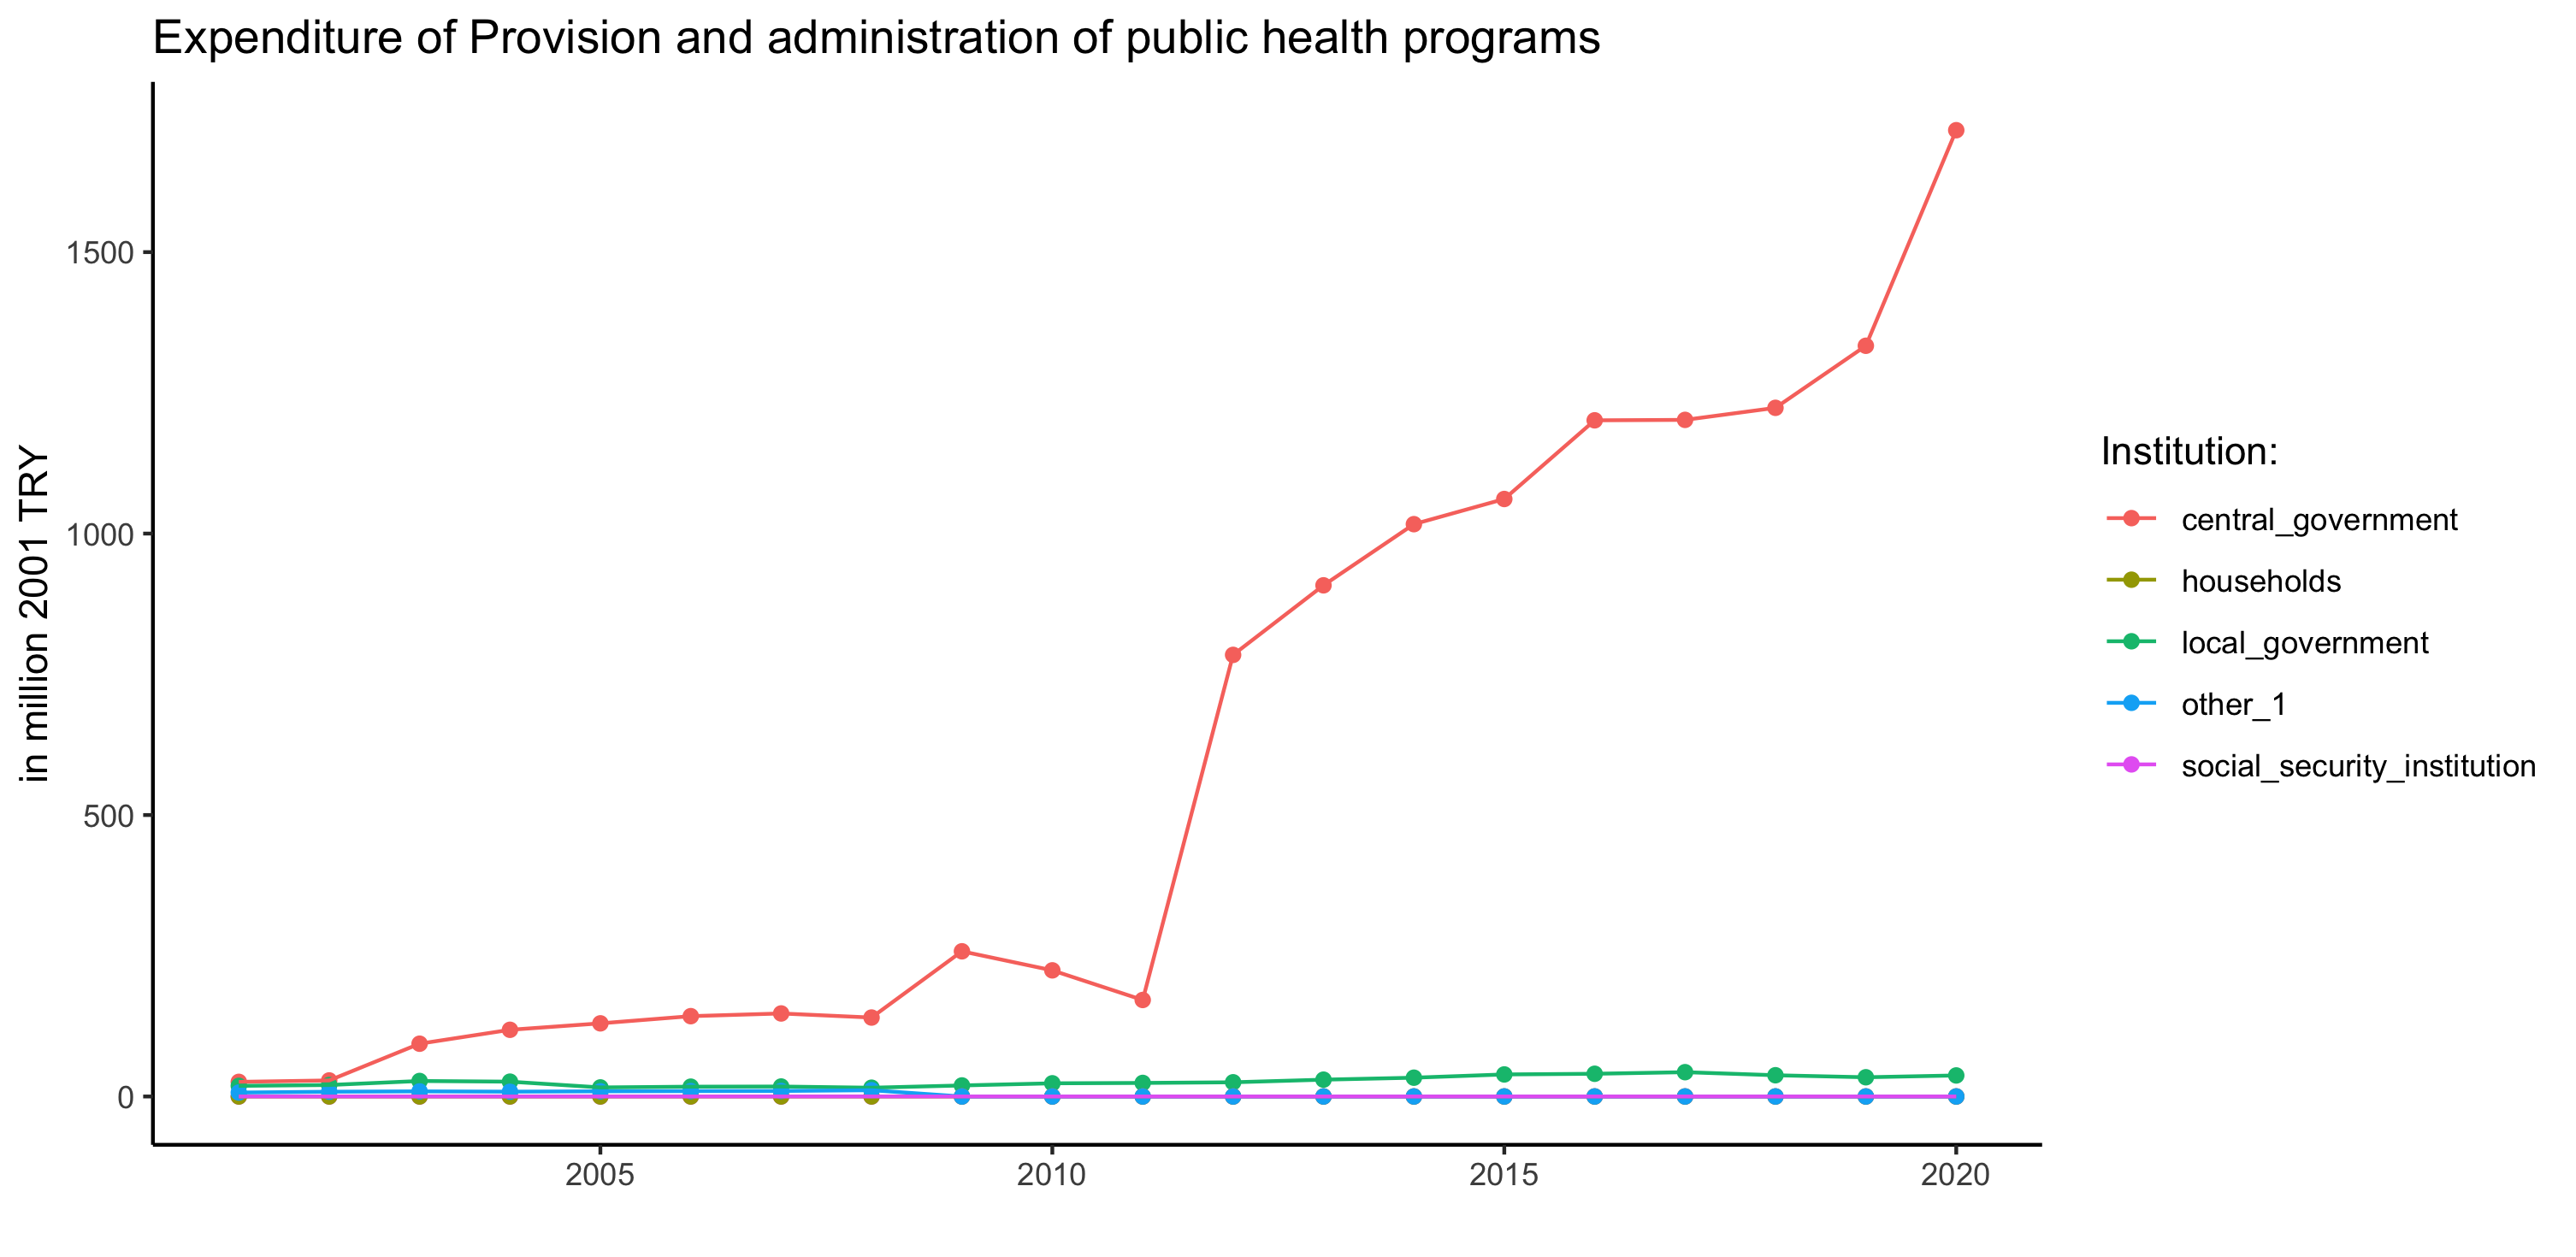 Expenditure of Provision and administration of public health programs
in million 2001 TRY
1500
1000
500
0
2005
2010
2015
2020
Institution:
central_government
households
local_government
other_1
social_security_institution